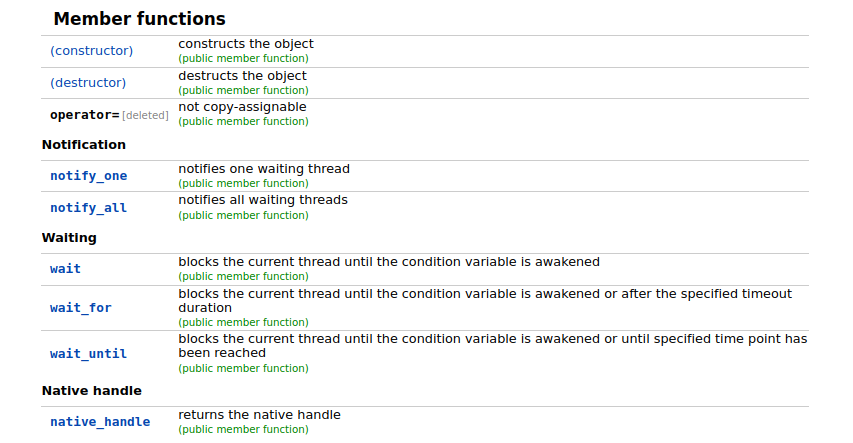 Member functions
(constructor) constructs the object
(public member function)
(destructor) destructs the object
(public member function)
operator= [deleted] not copy-assignable
(public member function)
Notification
notify_one notifies one waiting thread
(public member function)
notify_all notifies all waiting threads
(public member function)
Waiting
wait blocks the current thread until the condition variable is awakened
(public member function)
wait_for blocks the current thread until the condition variable is awakened or after the specified timeout
duration
(public member function)
wait_until blocks the current thread until the condition variable is awakened or until specified time point has
been reached
(public member function)
Native handle
native_handle returns the native handle
(public member function)